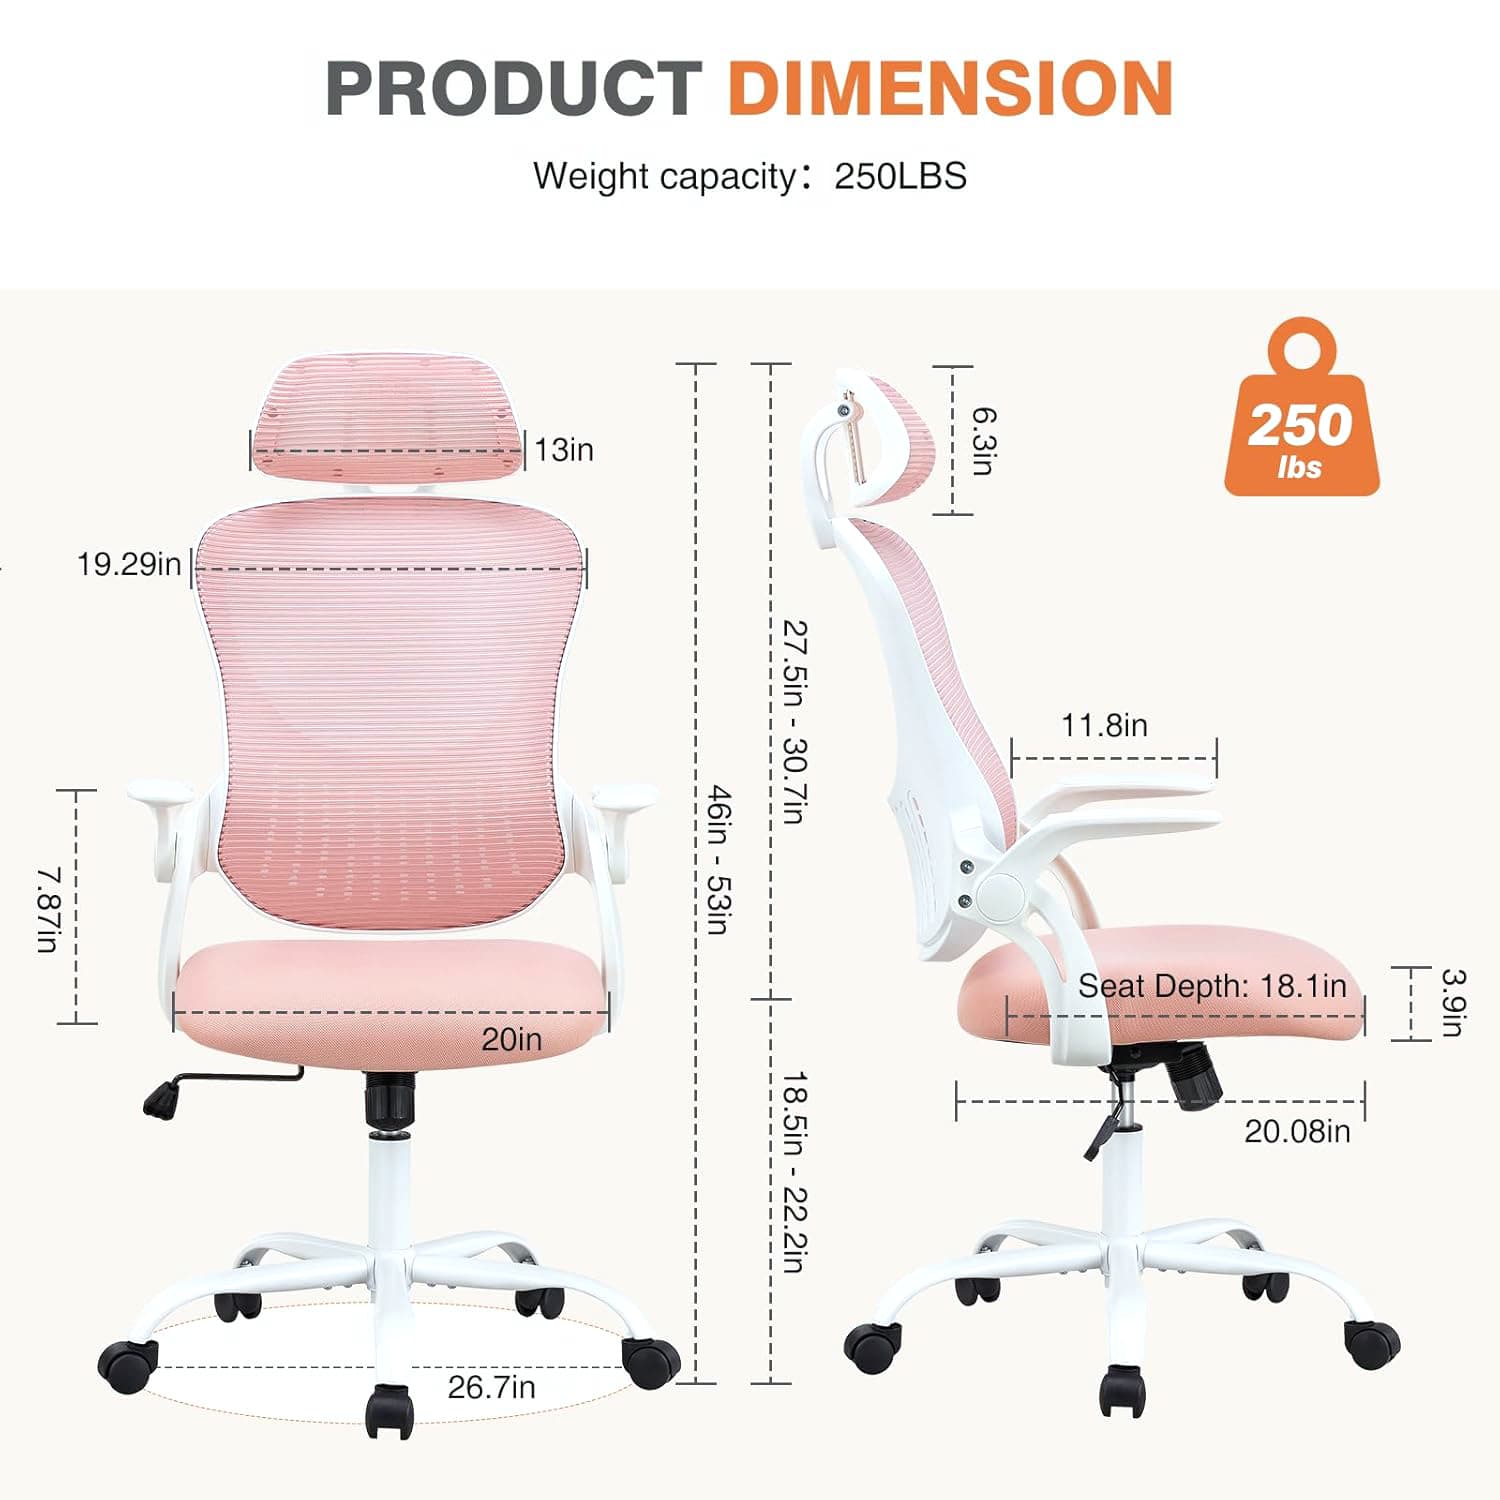 PRODUCT DIMENSION
Weight capacity：250LBS
250
lbs
13in
6.3in
19.29in
27.5in - 30.7in
11.8in
46in - 53in
7.87in
Seat Depth: 18.1in
3.9in
20in
18.5in - 22.2in
20.08in
26.7in